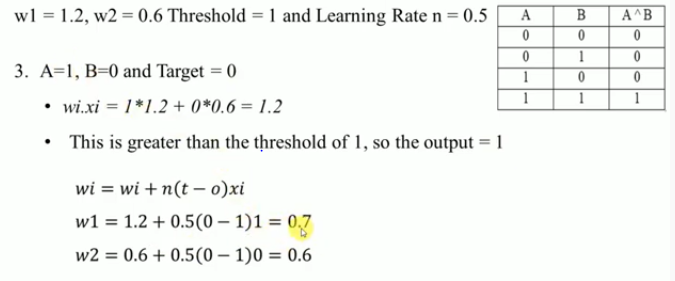 w1 = 1.2, w2 = 0.6 Threshold = 1 and Learning Rate n = 0.5
A B A^B
0 0 0
0 1 0
1 0 0
1 1 1
3. A=1, B=0 and Target = 0
• wi.xi = 1*1.2 + 0*0.6 = 1.2
• This is greater than the threshold of 1, so the output = 1
wi = wi + n(t – o)xi
w1 = 1.2 + 0.5(0 – 1)1 = 0.7
w2 = 0.6 + 0.5(0 – 1)0 = 0.6